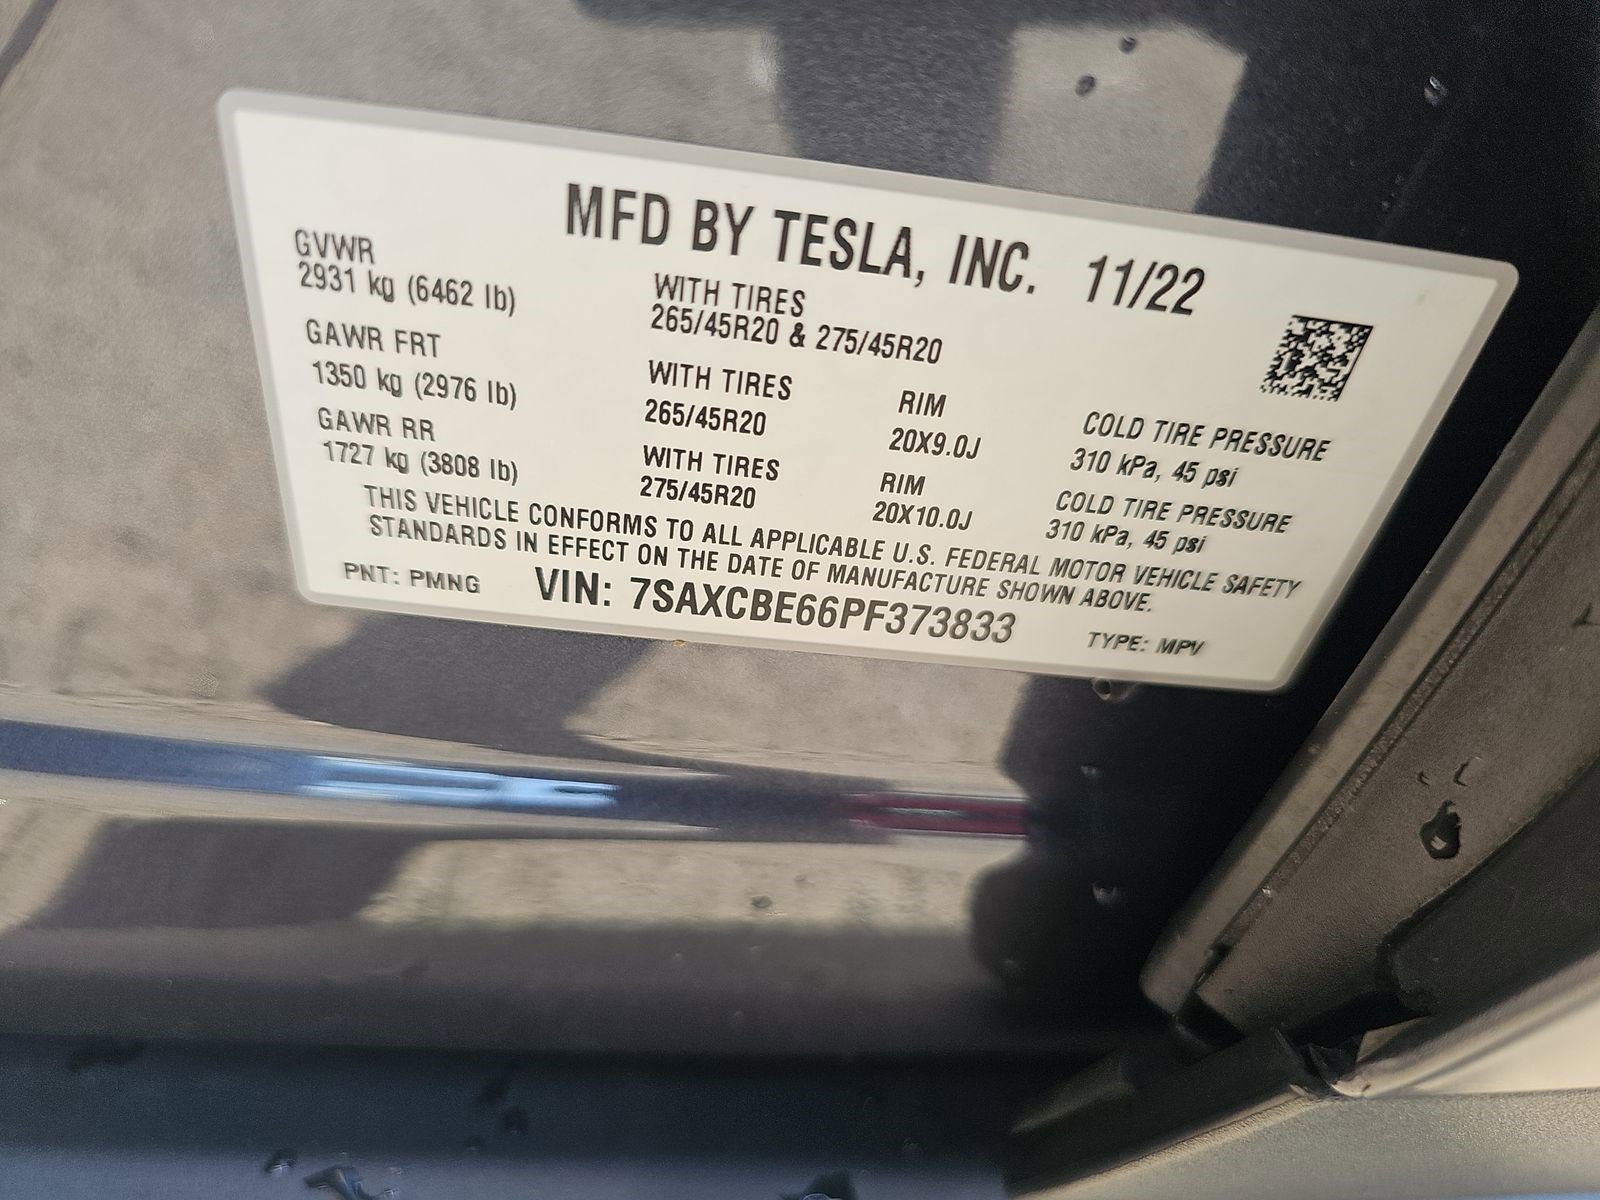 MFD BY TESLA, INC. 11/22
GVWR
2931 kg (6462 lb)
WITH TIRES
265/45R20 & 275/45R20
GAWR FRT
1350 kg (2976 lb)
WITH TIRES
265/45R20
RIM
20X9.0J
COLD TIRE PRESSURE
310 kPa, 45 psi
GAWR RR
1727 kg (3808 lb)
WITH TIRES
275/45R20
RIM
20X10.0J
COLD TIRE PRESSURE
310 kPa, 45 psi
THIS VEHICLE CONFORMS TO ALL APPLICABLE U.S. FEDERAL MOTOR VEHICLE SAFETY
STANDARDS IN EFFECT ON THE DATE OF MANUFACTURE SHOWN ABOVE.
PNT: PMNG VIN: 7SAXCBE66PF373833 TYPE: MPV